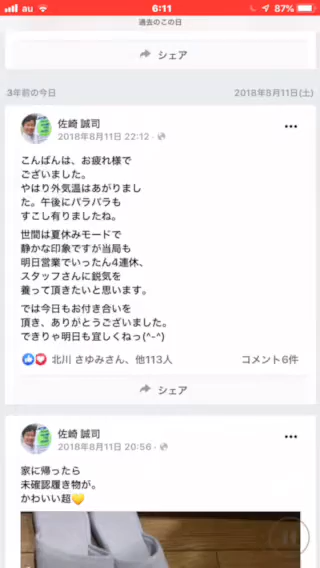 au 6:11 87%
過去のこの日
シェア
3年前の今日 2018年8月11日(土)
佐崎 誠司
2018年8月11日 22:12
こんばんは、お疲れ様で
ございました。
やはり外気温はあがりまし
た。午後にパラパラも
すこし有りましたね。
世間は夏休みモードで
静かな印象ですが当局も
明日営業でいったん4連休、
スタッフさんに鋭気を
養って頂きたいと思います。
では今日もお付き合いを
頂き、ありがとうございました。
できりゃ明日も宜しくねっ(^-^)
北川 さゆみさん、他113人 コメント6件
シェア
佐崎 誠司
2018年8月11日 20:56
家に帰ったら
未確認履き物が。
かわいい超💛